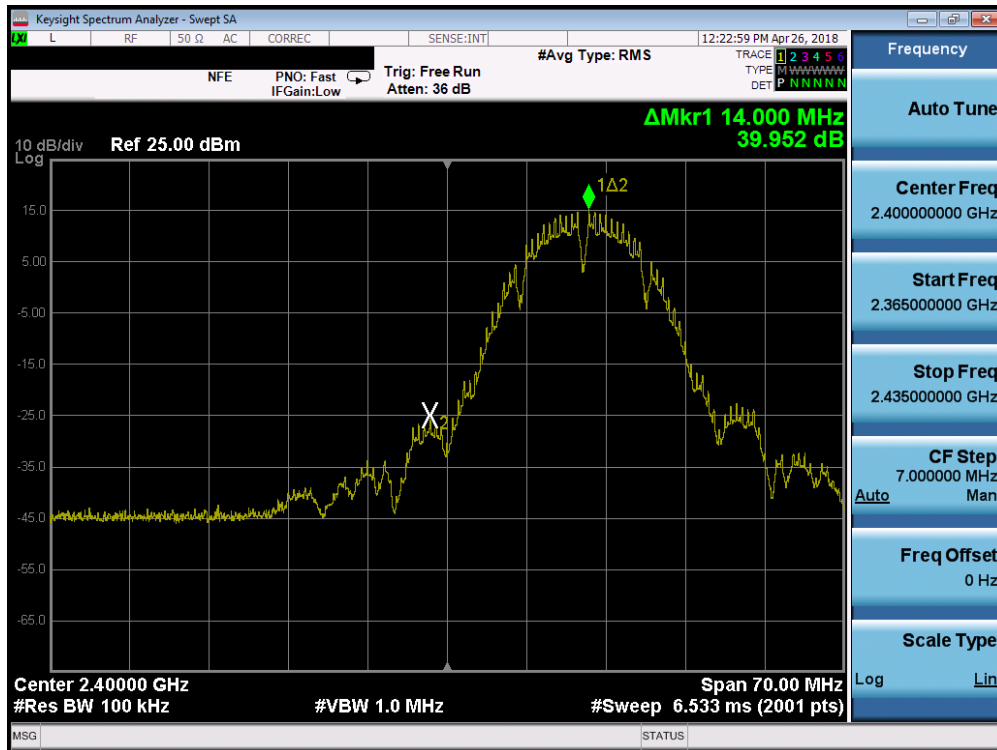 Keysight Spectrum Analyzer - Swept SA
LXI L RF 50 Ω AC CORREC SENSE:INT 12:22:59 PM Apr 26, 2018
NFE PNO: Fast IFGain:Low Trig: Free Run Atten: 36 dB #Avg Type: RMS
TRACE 1 2 3 4 5 6
TYPE M W W W W W
DET P N N N N N
ΔMkr1 14.000 MHz
39.952 dB
10 dB/div Ref 25.00 dBm
Log
1Δ2
15.0
5.00
-5.00
-15.0
-25.0
X2
-35.0
-45.0
-55.0
-65.0
Center 2.40000 GHz Span 70.00 MHz
#Res BW 100 kHz #VBW 1.0 MHz #Sweep 6.533 ms (2001 pts)
MSG STATUS
Frequency
Auto Tune
Center Freq
2.400000000 GHz
Start Freq
2.365000000 GHz
Stop Freq
2.435000000 GHz
CF Step
7.000000 MHz
Auto Man
Freq Offset
0 Hz
Scale Type
Log Lin